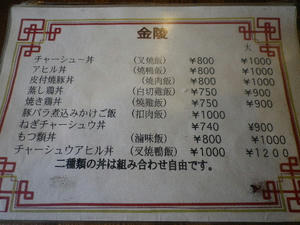 金陵
大
チャーシュー丼 (叉焼飯) ¥800 ¥1000
アヒル丼 (焼鴨飯) ¥800 ¥1000
皮付焼豚丼 (焼肉飯) ¥800 ¥1000
蒸し鶏丼 (白切雞飯) ¥750 ¥900
焼き鶏丼 (焼雞飯) ¥750 ¥900
豚バラ煮込みかけご飯 (扣肉飯) ¥1000
ねぎチャーシュウ丼 ¥740 ¥900
もつ類丼 (滷味飯) ¥800 ¥1000
チャーシュウアヒル丼 (叉焼鴨飯) ¥1000 ¥1200
二種類の丼は組み合わせ自由です。